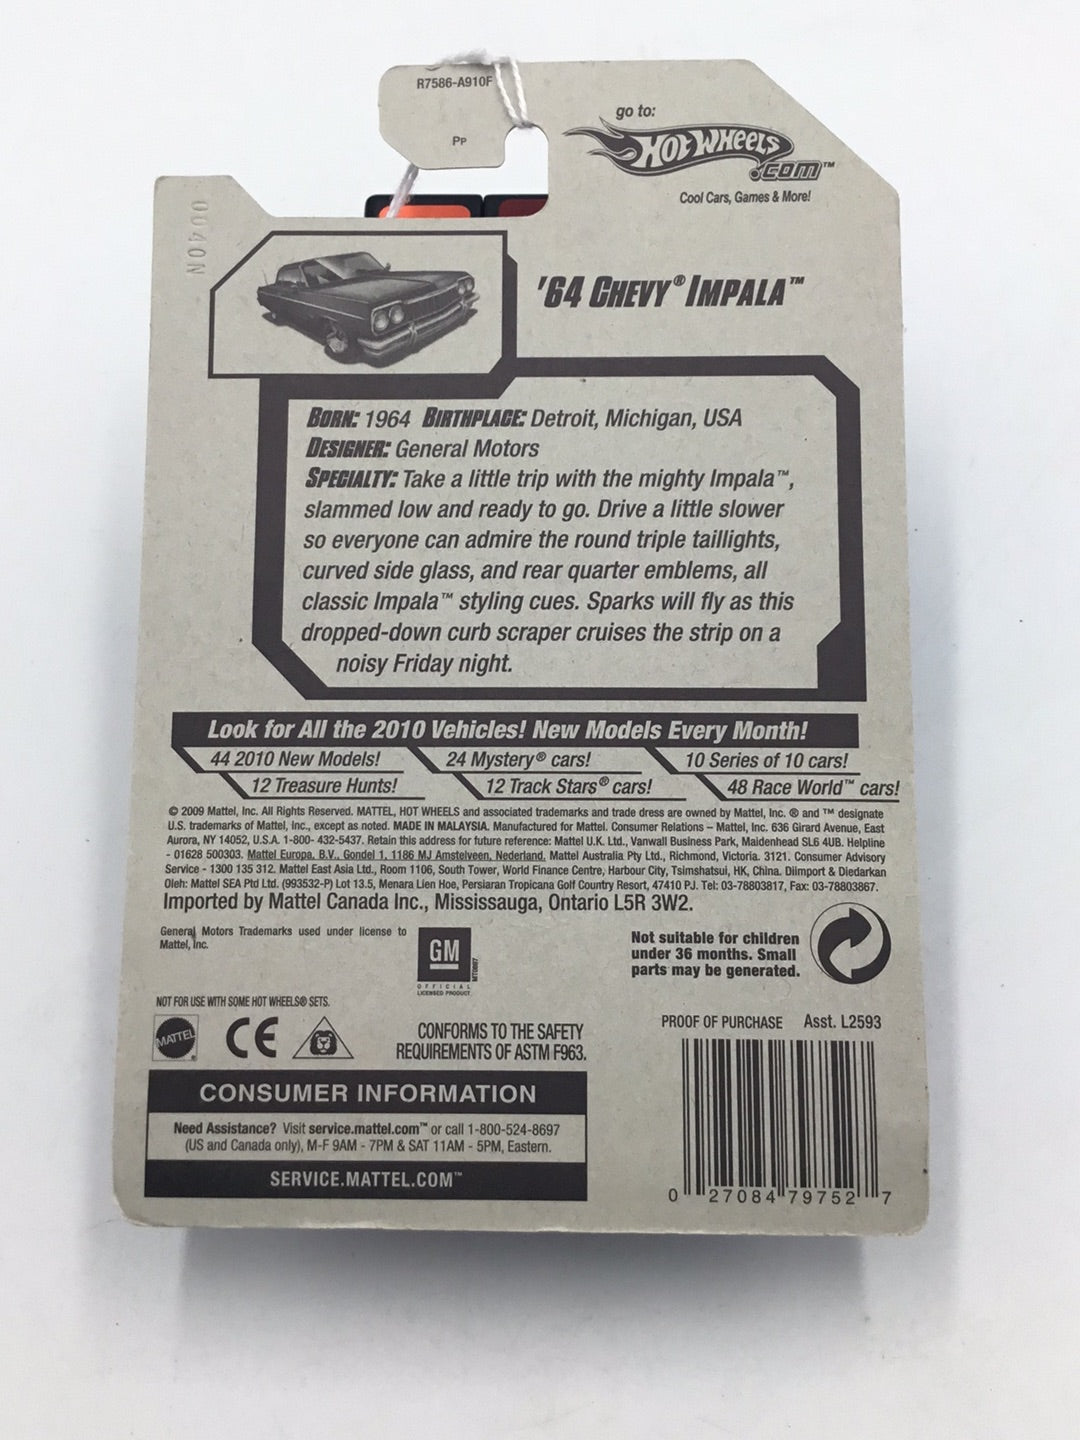 R7586-A910F
PP
go to:
HOT WHEELS
.COM™
Cool Cars, Games & More!
0040N
'64 CHEVY® IMPALA™
BORN: 1964 BIRTHPLACE: Detroit, Michigan, USA
DESIGNER: General Motors
SPECIALTY: Take a little trip with the mighty Impala™,
slammed low and ready to go. Drive a little slower
so everyone can admire the round triple taillights,
curved side glass, and rear quarter emblems, all
classic Impala™ styling cues. Sparks will fly as this
dropped-down curb scraper cruises the strip on a
noisy Friday night.
Look for All the 2010 Vehicles! New Models Every Month!
44 2010 New Models! 24 Mystery® cars! 10 Series of 10 cars!
12 Treasure Hunts! 12 Track Stars® cars! 48 Race World™ cars!
© 2009 Mattel, Inc. All Rights Reserved. MATTEL, HOT WHEELS and associated trademarks and trade dress are owned by Mattel, Inc. ® and ™ designate
U.S. trademarks of Mattel, Inc., except as noted. MADE IN MALAYSIA. Manufactured for Mattel. Consumer Relations – Mattel, Inc. 636 Girard Avenue, East
Aurora, NY 14052, U.S.A. 1-800- 432-5437. Retain this address for future reference: Mattel U.K. Ltd., Vanwall Business Park, Maidenhead SL6 4UB. Helpline
- 01628 500303. Mattel Europa, B.V., Gondel 1, 1186 MJ Amstelveen, Nederland. Mattel Australia Pty Ltd., Richmond, Victoria. 3121. Consumer Advisory
Service - 1300 135 312. Mattel East Asia Ltd., Room 1106, South Tower, World Finance Centre, Harbour City, Tsimshatsui, HK, China. Diimport & Diedarkan
Oleh: Mattel SEA Ptd Ltd. (993532-P) Lot 13.5, Menara Lien Hoe, Persiaran Tropicana Golf Country Resort, 47410 PJ. Tel: 03-78803817, Fax: 03-78803867.
Imported by Mattel Canada Inc., Mississauga, Ontario L5R 3W2.
General Motors Trademarks used under license to
Mattel, Inc.
GM
OFFICIAL
LICENSED PRODUCT
Not suitable for children
under 36 months. Small
parts may be generated.
NOT FOR USE WITH SOME HOT WHEELS® SETS.
MATTEL
CE
CONFORMS TO THE SAFETY
REQUIREMENTS OF ASTM F963.
PROOF OF PURCHASE Asst. L2593
CONSUMER INFORMATION
Need Assistance? Visit service.mattel.com™ or call 1-800-524-8697
(US and Canada only), M-F 9AM - 7PM & SAT 11AM - 5PM, Eastern.
SERVICE.MATTEL.COM™
0 27084 79752 7